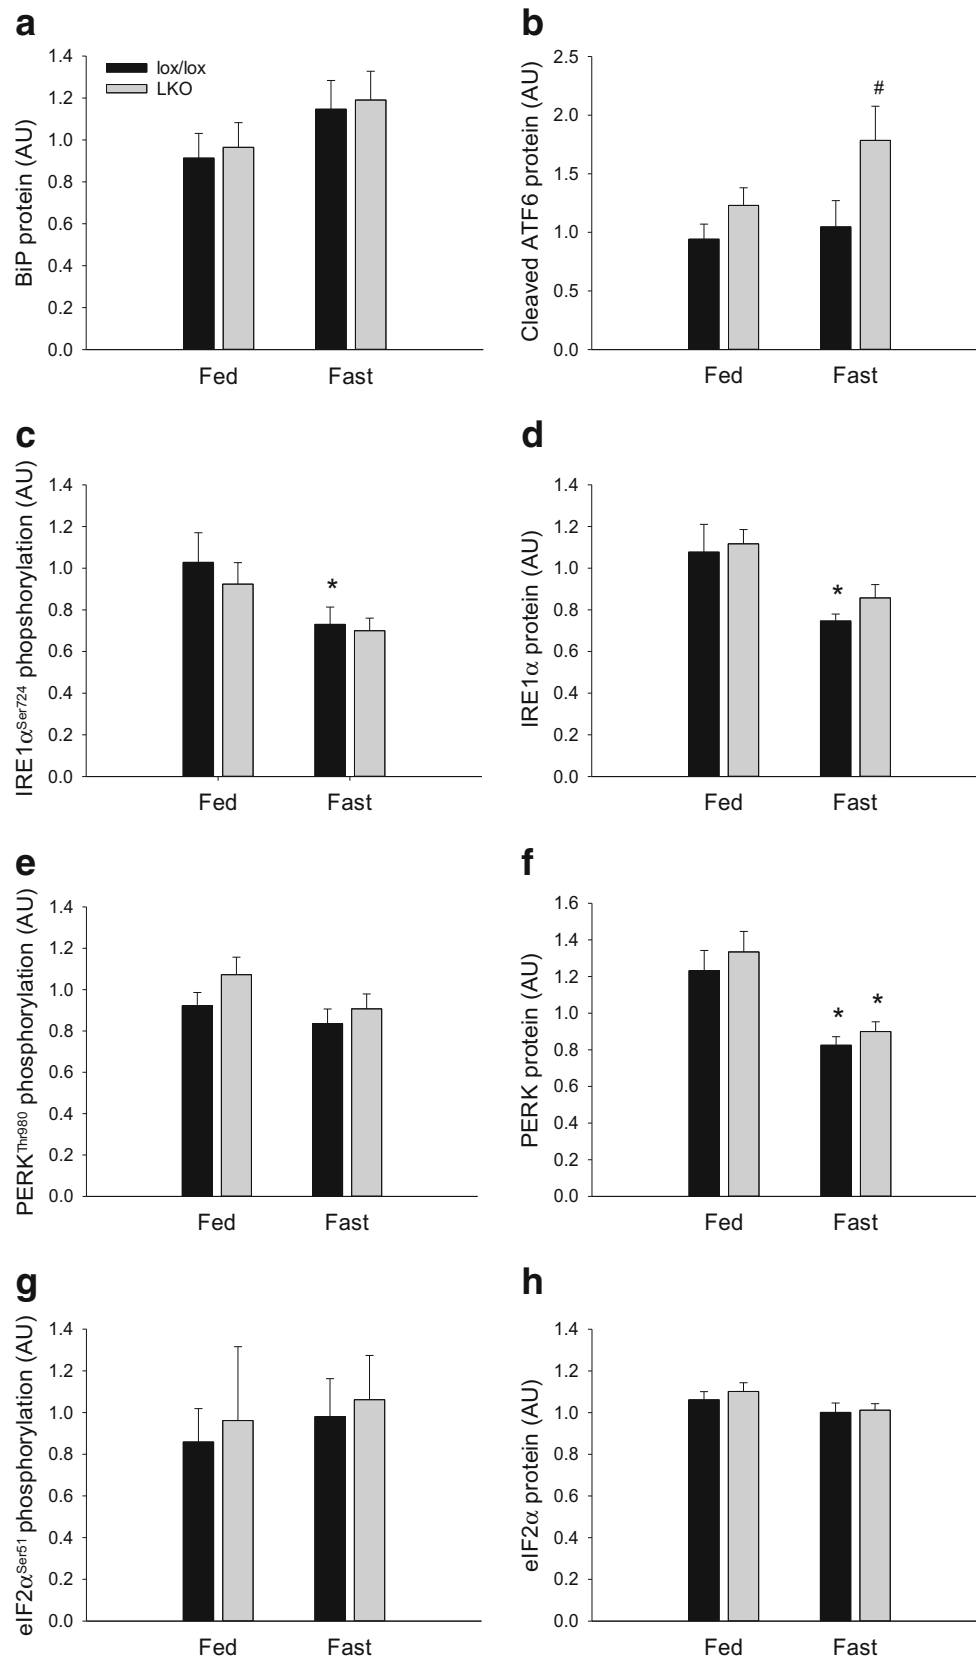 a
BiP protein (AU)
1.4
1.2
1.0
0.8
0.6
0.4
0.2
0.0
lox/lox
LKO
Fed Fast
b
Cleaved ATF6 protein (AU)
2.5
2.0
1.5
1.0
0.5
0.0
#
Fed Fast
c
IRE1αSer724 phopshorylation (AU)
1.4
1.2
1.0
0.8
0.6
0.4
0.2
0.0
*
Fed Fast
d
IRE1α protein (AU)
1.4
1.2
1.0
0.8
0.6
0.4
0.2
0.0
*
Fed Fast
e
PERKThr980 phosphorylation (AU)
1.4
1.2
1.0
0.8
0.6
0.4
0.2
0.0
Fed Fast
f
PERK protein (AU)
1.6
1.4
1.2
1.0
0.8
0.6
0.4
0.2
0.0
* *
Fed Fast
g
eIF2αSer51 phosphorylation (AU)
1.4
1.2
1.0
0.8
0.6
0.4
0.2
0.0
Fed Fast
h
eIF2α protein (AU)
1.4
1.2
1.0
0.8
0.6
0.4
0.2
0.0
Fed Fast